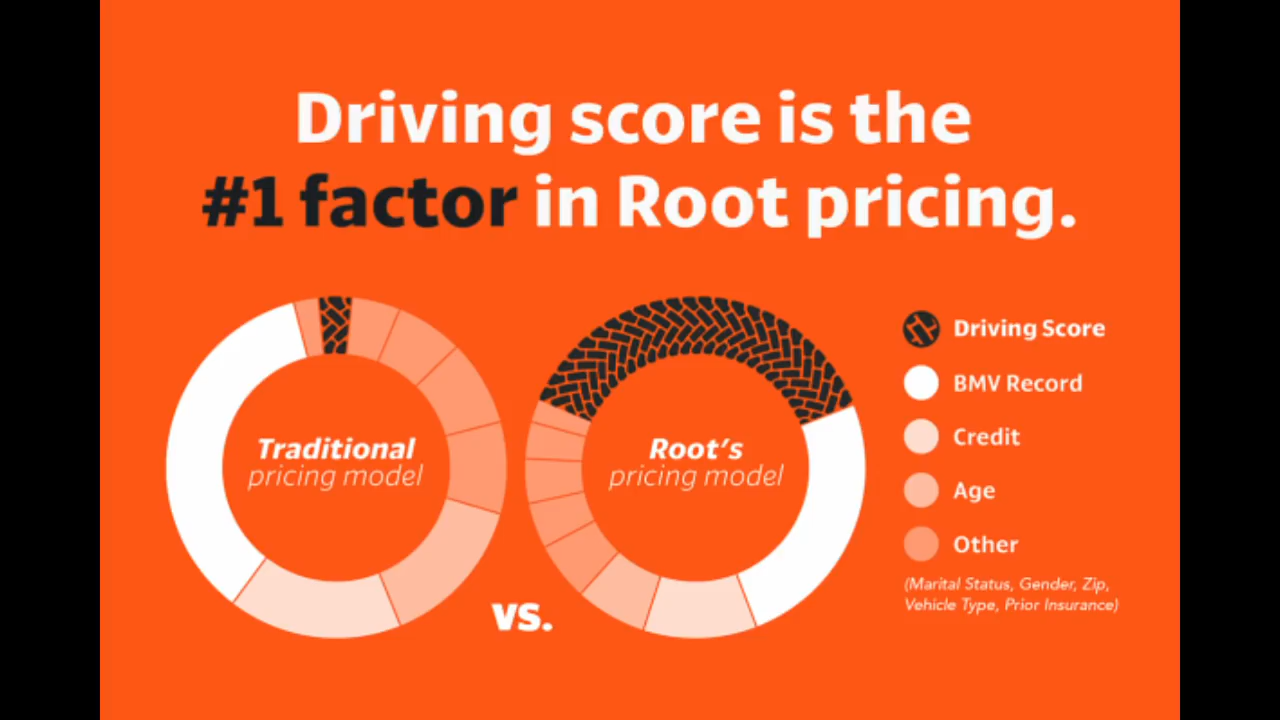 Driving score is the
#1 factor in Root pricing.
Traditional
pricing model
vs.
Root's
pricing model
Driving Score
BMV Record
Credit
Age
Other
(Marital Status, Gender, Zip,
Vehicle Type, Prior Insurance)